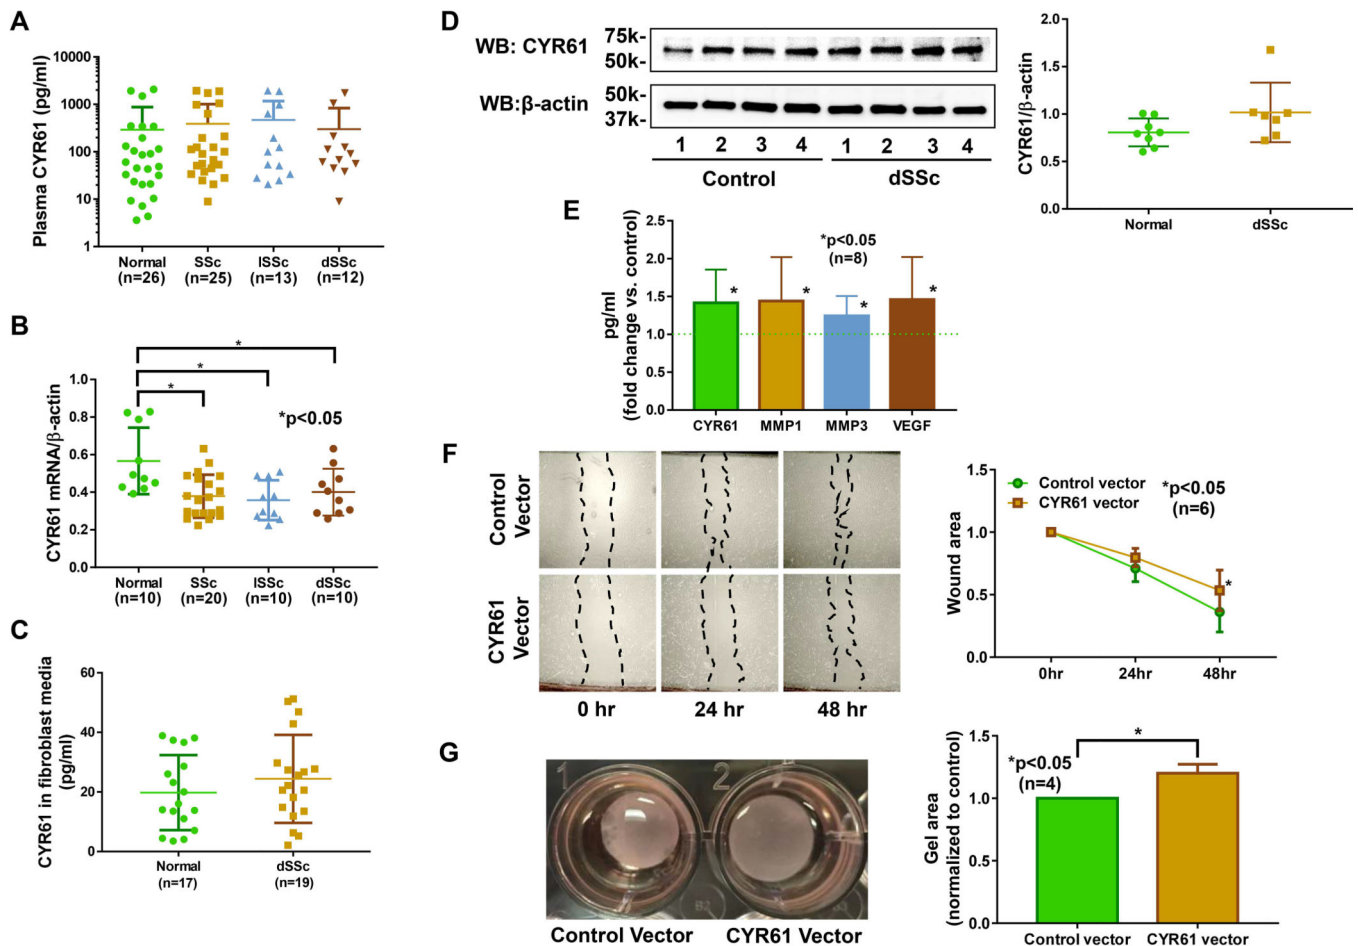 A
Plasma CYR61 (pg/ml)
10000
1000
100
10
1
Normal
(n=26)
SSc
(n=25)
lSSc
(n=13)
dSSc
(n=12)
B
CYR61 mRNA/β-actin
1.0
0.8
0.6
0.4
0.2
0.0
*
*
*
*p<0.05
Normal
(n=10)
SSc
(n=20)
lSSc
(n=10)
dSSc
(n=10)
C
CYR61 in fibroblast media
(pg/ml)
60
40
20
0
Normal
(n=17)
dSSc
(n=19)
D
WB: CYR61
75k-
50k-
WB:β-actin
50k-
37k-
1 2 3 4 1 2 3 4
Control
dSSc
CYR61/β-actin
2.0
1.5
1.0
0.5
0.0
Normal
dSSc
E
pg/ml
(fold change vs. control)
2.5
2.0
1.5
1.0
0.5
0.0
*p<0.05
(n=8)
*
*
*
*
CYR61
MMP1
MMP3
VEGF
F
Control
Vector
CYR61
Vector
0 hr
24 hr
48 hr
Wound area
1.5
1.0
0.5
0.0
Control vector
CYR61 vector
*p<0.05
(n=6)
*
0hr
24hr
48hr
G
1
2
Control Vector
CYR61 Vector
Gel area
(normalized to control)
1.5
1.0
0.5
0.0
*p<0.05
(n=4)
*
Control vector
CYR61 vector